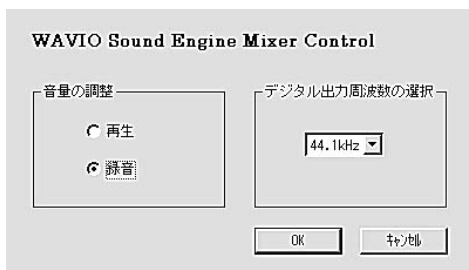 WAVIO Sound Engine Mixer Control
音量の調整
再生
録音
デジタル出力周波数の選択
44.1kHz
OK
ｷｬﾝｾﾙ